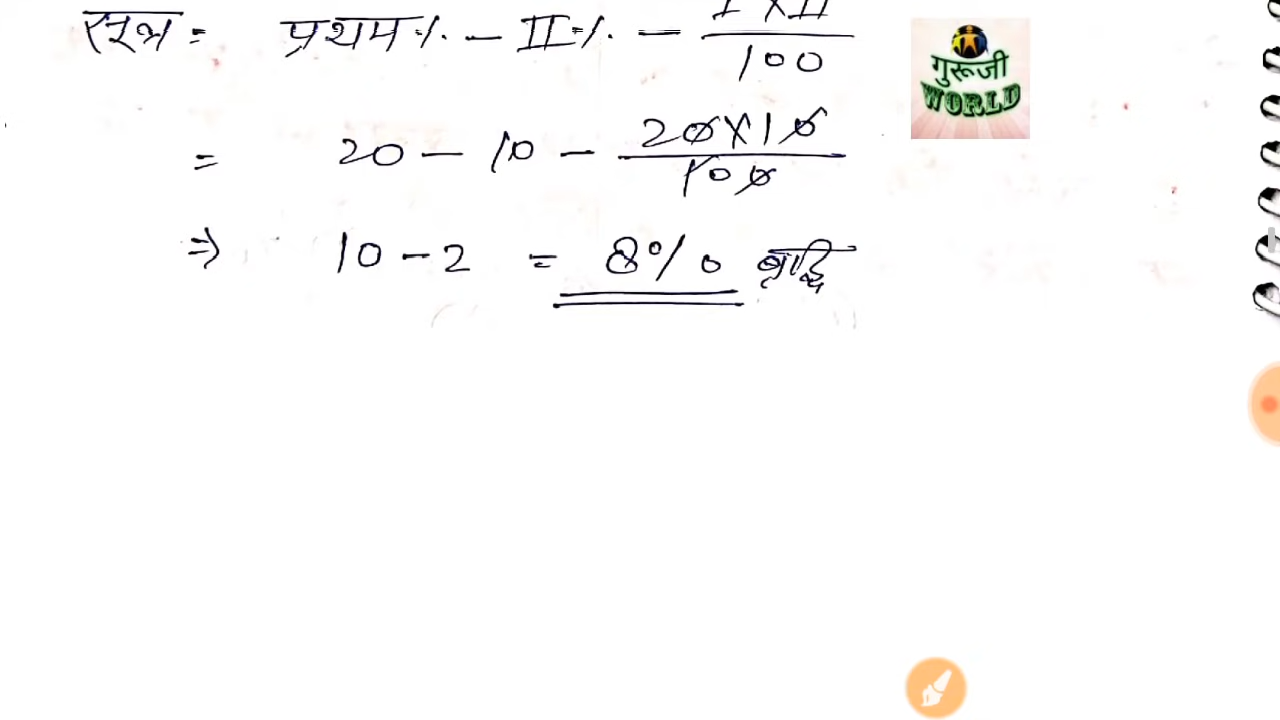 सूत्र = प्रथम % - II % - I X II / 100
गुरूजी
WORLD
= 20 - 10 - 20 X 10 / 100
⇒ 10 - 2 = 8% वृद्धि